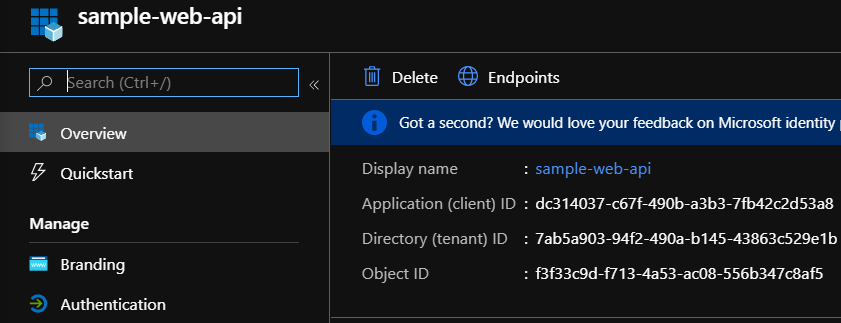 sample-web-api
Search (Ctrl+/)
«
Overview
Quickstart
Manage
Branding
Authentication
Delete
Endpoints
Got a second? We would love your feedback on Microsoft identity
Display name : sample-web-api
Application (client) ID : dc314037-c67f-490b-a3b3-7fb42c2d53a8
Directory (tenant) ID : 7ab5a903-94f2-490a-b145-43863c529e1b
Object ID : f3f33c9d-f713-4a53-ac08-556b347c8af5